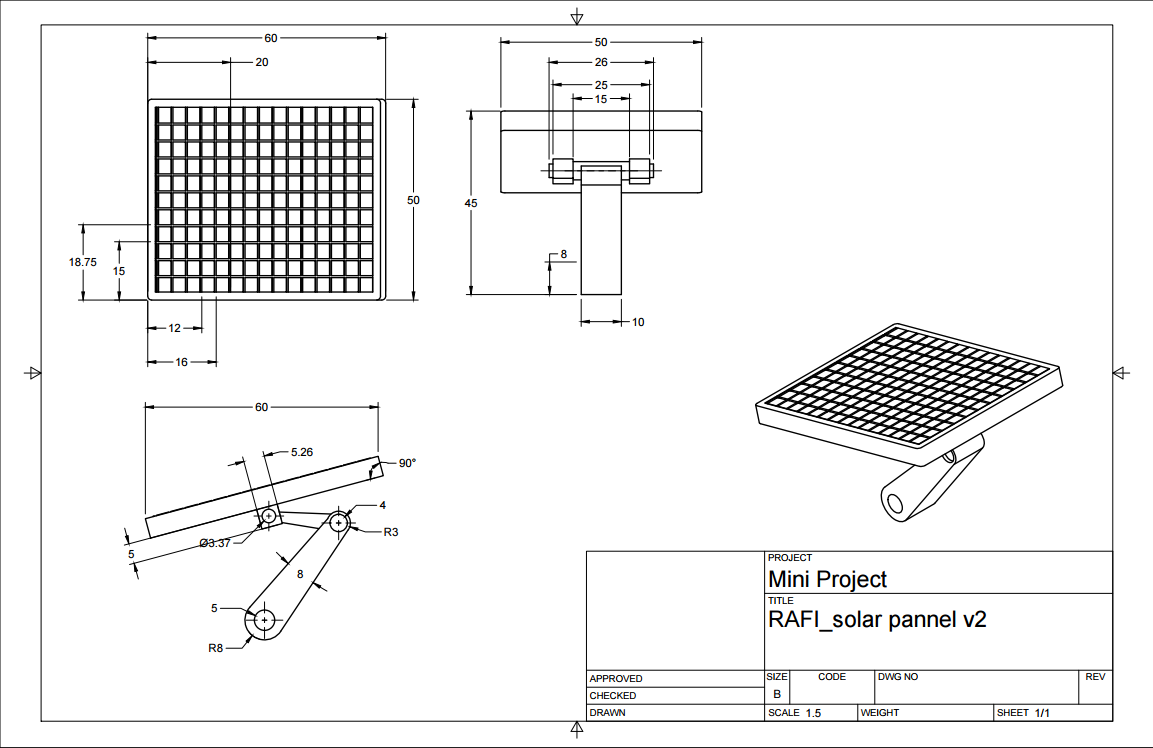 60
20
50
18.75
15
12
16
50
26
25
15
45
8
10
60
5.26
90°
4
R3
Ø3.37
5
8
5
R8
PROJECT
Mini Project
TITLE
RAFI_solar pannel v2
APPROVED
CHECKED
DRAWN
SIZE
B
CODE
DWG NO
REV
SCALE 1.5
WEIGHT
SHEET 1/1